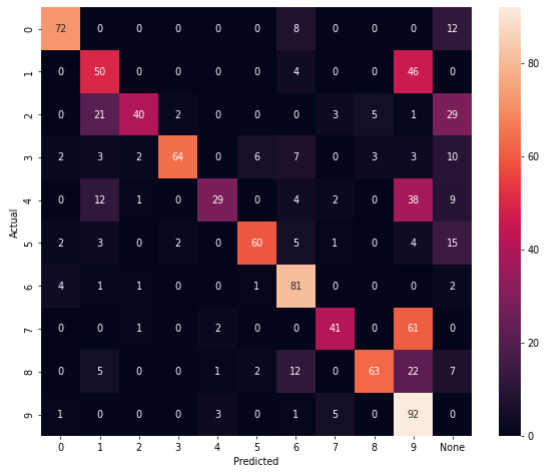 0 72 0 0 0 0 0 8 0 0 0 12
1 0 50 0 0 0 0 4 0 0 46 0
2 0 21 40 2 0 0 0 3 5 1 29
3 2 3 2 64 0 6 7 0 3 3 10
4 0 12 1 0 29 0 4 2 0 38 9
5 2 3 0 2 0 60 5 1 0 4 15
6 4 1 1 0 0 1 81 0 0 0 2
7 0 0 1 0 2 0 0 41 0 61 0
8 0 5 0 0 1 2 12 0 63 22 7
9 1 0 0 0 3 0 1 5 0 92 0
Actual
0 1 2 3 4 5 6 7 8 9 None
Predicted
80
60
40
20
0